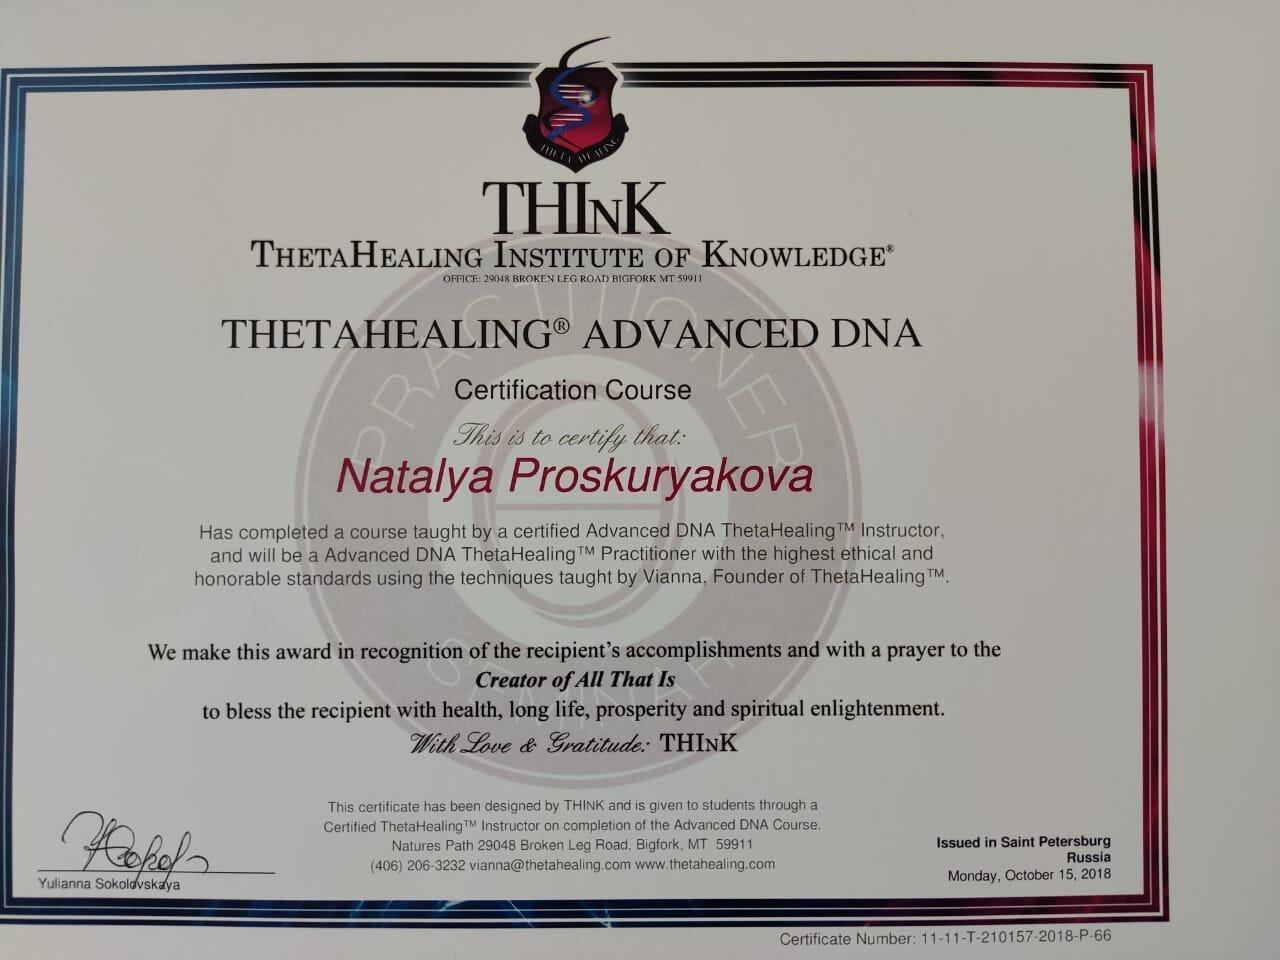 THETA HEALING
THInK
THETAHEALING INSTITUTE OF KNOWLEDGE®
OFFICE: 29048 BROKEN LEG ROAD BIGFORK MT 59911
THETAHEALING® ADVANCED DNA
Certification Course
This is to certify that:
Natalya Proskuryakova
Has completed a course taught by a certified Advanced DNA ThetaHealing™ Instructor,
and will be a Advanced DNA ThetaHealing™ Practitioner with the highest ethical and
honorable standards using the techniques taught by Vianna, Founder of ThetaHealing™.
PRACTITIONER
SEMINAR
We make this award in recognition of the recipient's accomplishments and with a prayer to the
Creator of All That Is
to bless the recipient with health, long life, prosperity and spiritual enlightenment.
With Love & Gratitude: THInK
This certificate has been designed by THINK and is given to students through a
Certified ThetaHealing™ Instructor on completion of the Advanced DNA Course.
Natures Path 29048 Broken Leg Road, Bigfork, MT 59911
(406) 206-3232 vianna@thetahealing.com www.thetahealing.com
Yulianna Sokolovskaya
Issued in Saint Petersburg
Russia
Monday, October 15, 2018
Certificate Number: 11-11-T-210157-2018-P-66